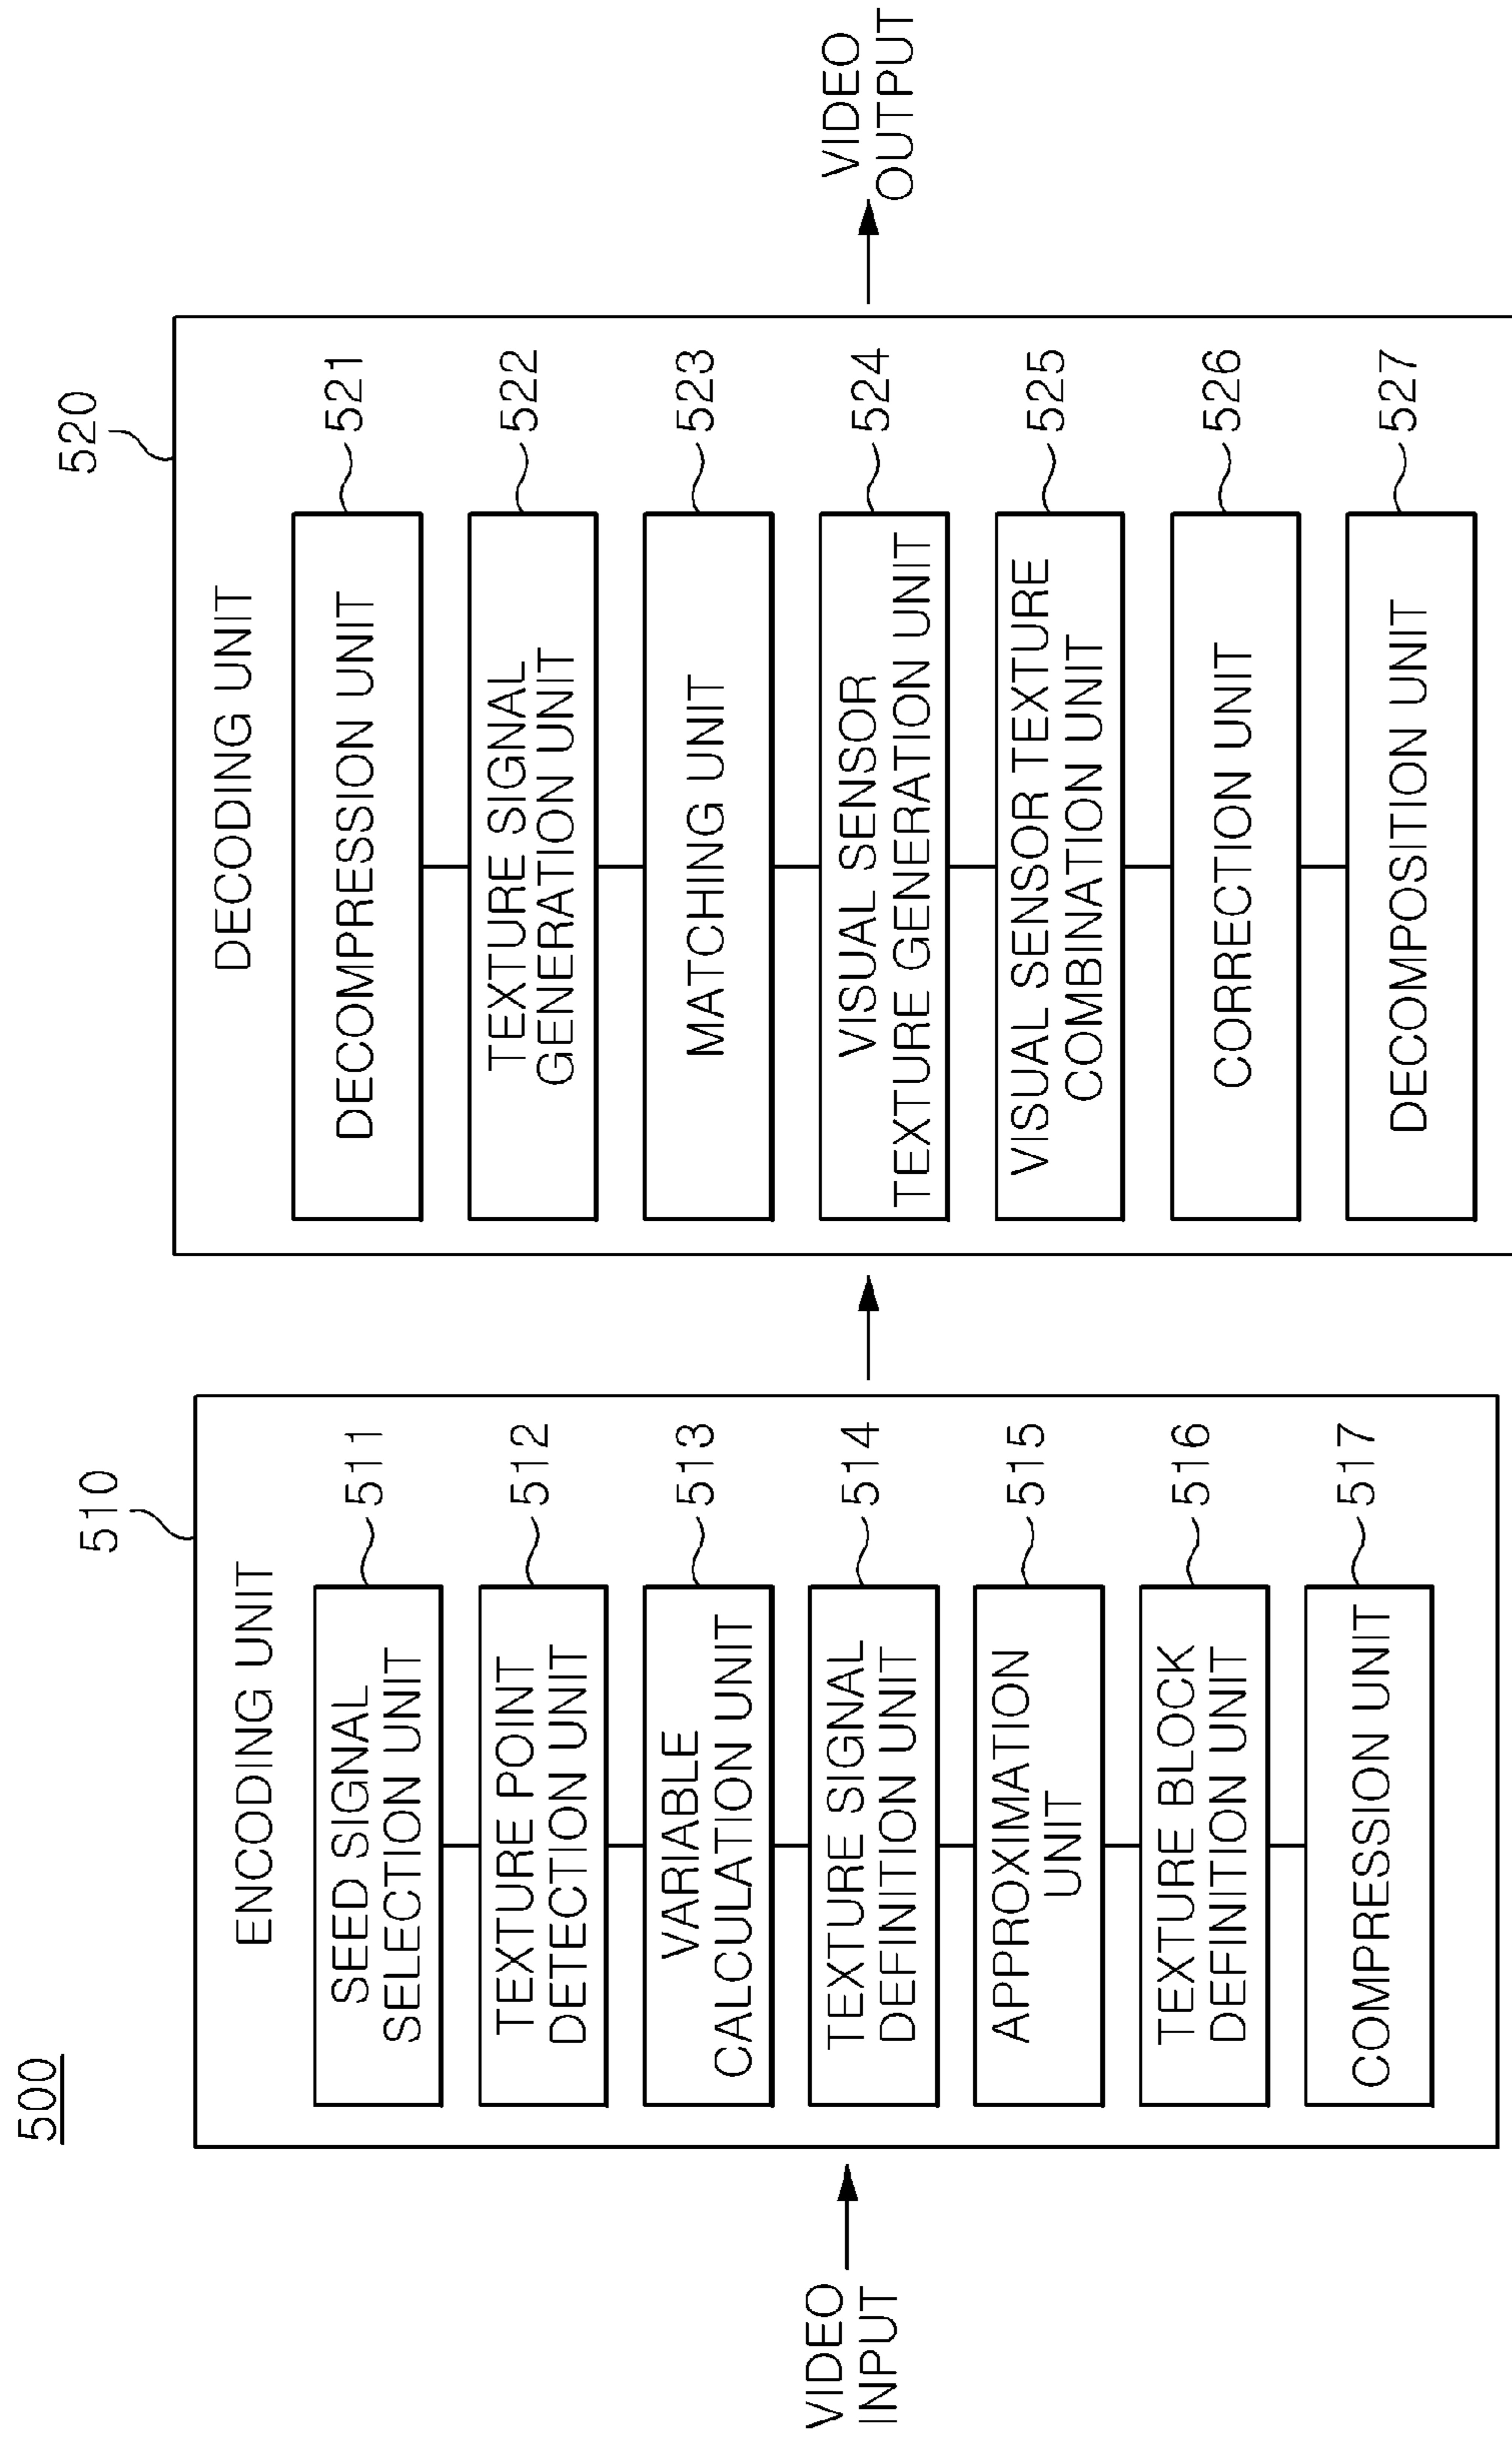 500
VIDEO
INPUT
510
ENCODING UNIT
SEED SIGNAL
SELECTION UNIT
511
TEXTURE POINT
DETECTION UNIT
512
VARIABLE
CALCULATION UNIT
513
TEXTURE SIGNAL
DEFINITION UNIT
514
APPROXIMATION
UNIT
515
TEXTURE BLOCK
DEFINITION UNIT
516
COMPRESSION UNIT
517
520
DECODING UNIT
DECOMPRESSION UNIT
521
TEXTURE SIGNAL
GENERATION UNIT
522
MATCHING UNIT
523
VISUAL SENSOR
TEXTURE GENERATION UNIT
524
VISUAL SENSOR TEXTURE
COMBINATION UNIT
525
CORRECTION UNIT
526
DECOMPOSITION UNIT
527
VIDEO
OUTPUT